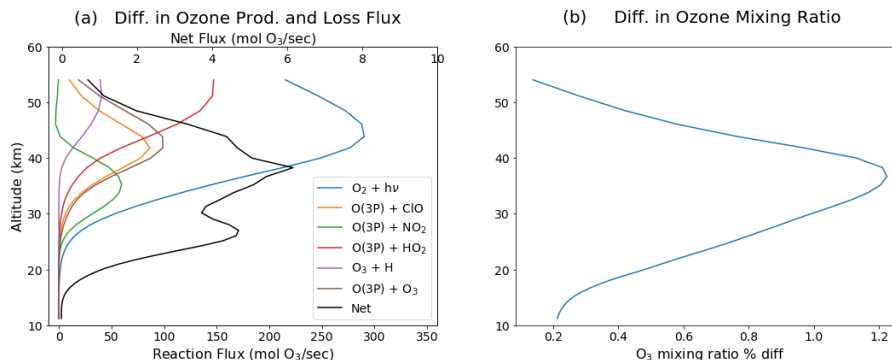 (a) Diff. in Ozone Prod. and Loss Flux
Net Flux (mol O₃/sec)
0 2 4 6 8 10
60
50
40
30
20
10
Altitude (km)
O₂ + hν
O(3P) + ClO
O(3P) + NO₂
O(3P) + HO₂
O₃ + H
O(3P) + O₃
Net
0 50 100 150 200 250 300 350
Reaction Flux (mol O₃/sec)
(b) Diff. in Ozone Mixing Ratio
60
50
40
30
20
10
0.2 0.4 0.6 0.8 1.0 1.2
O₃ mixing ratio % diff